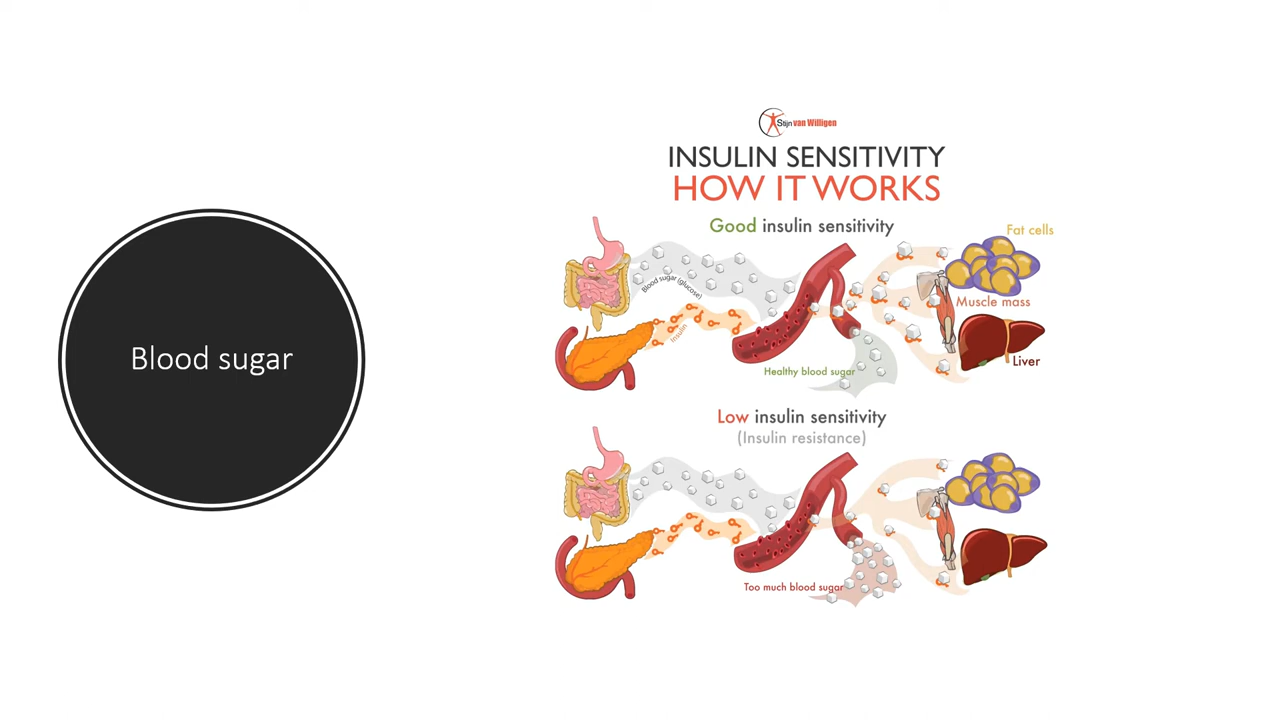 Blood sugar
Stijn van Willigen
INSULIN SENSITIVITY
HOW IT WORKS
Good insulin sensitivity
Fat cells
Blood sugar (glucose)
Muscle mass
Insulin
Liver
Healthy blood sugar
Low insulin sensitivity
(Insulin resistance)
Too much blood sugar